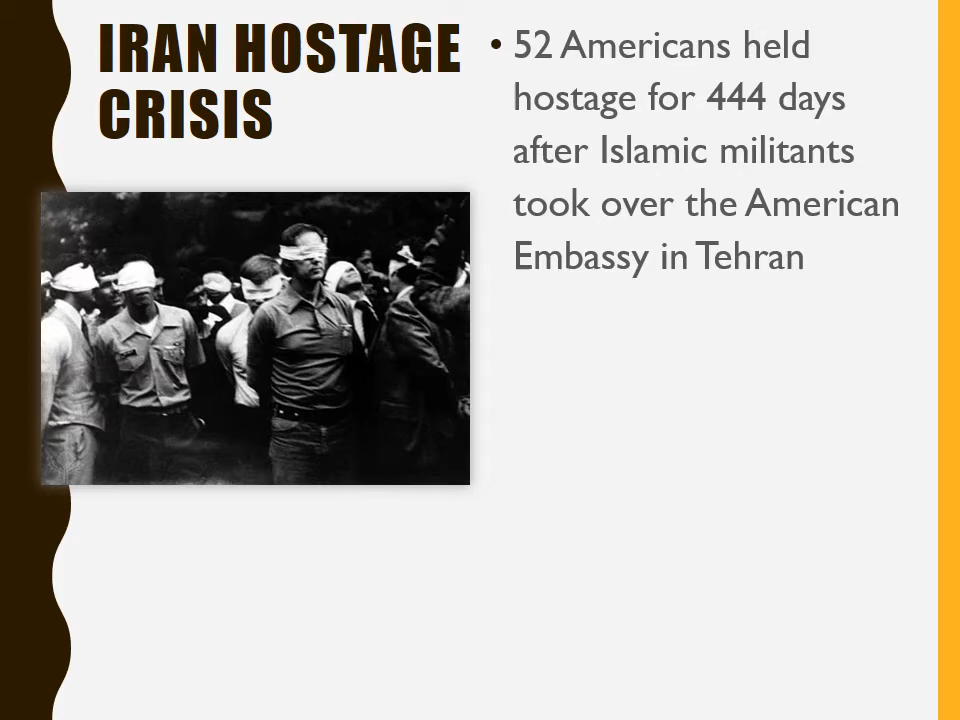 IRAN HOSTAGE
CRISIS
• 52 Americans held
hostage for 444 days
after Islamic militants
took over the American
Embassy in Tehran